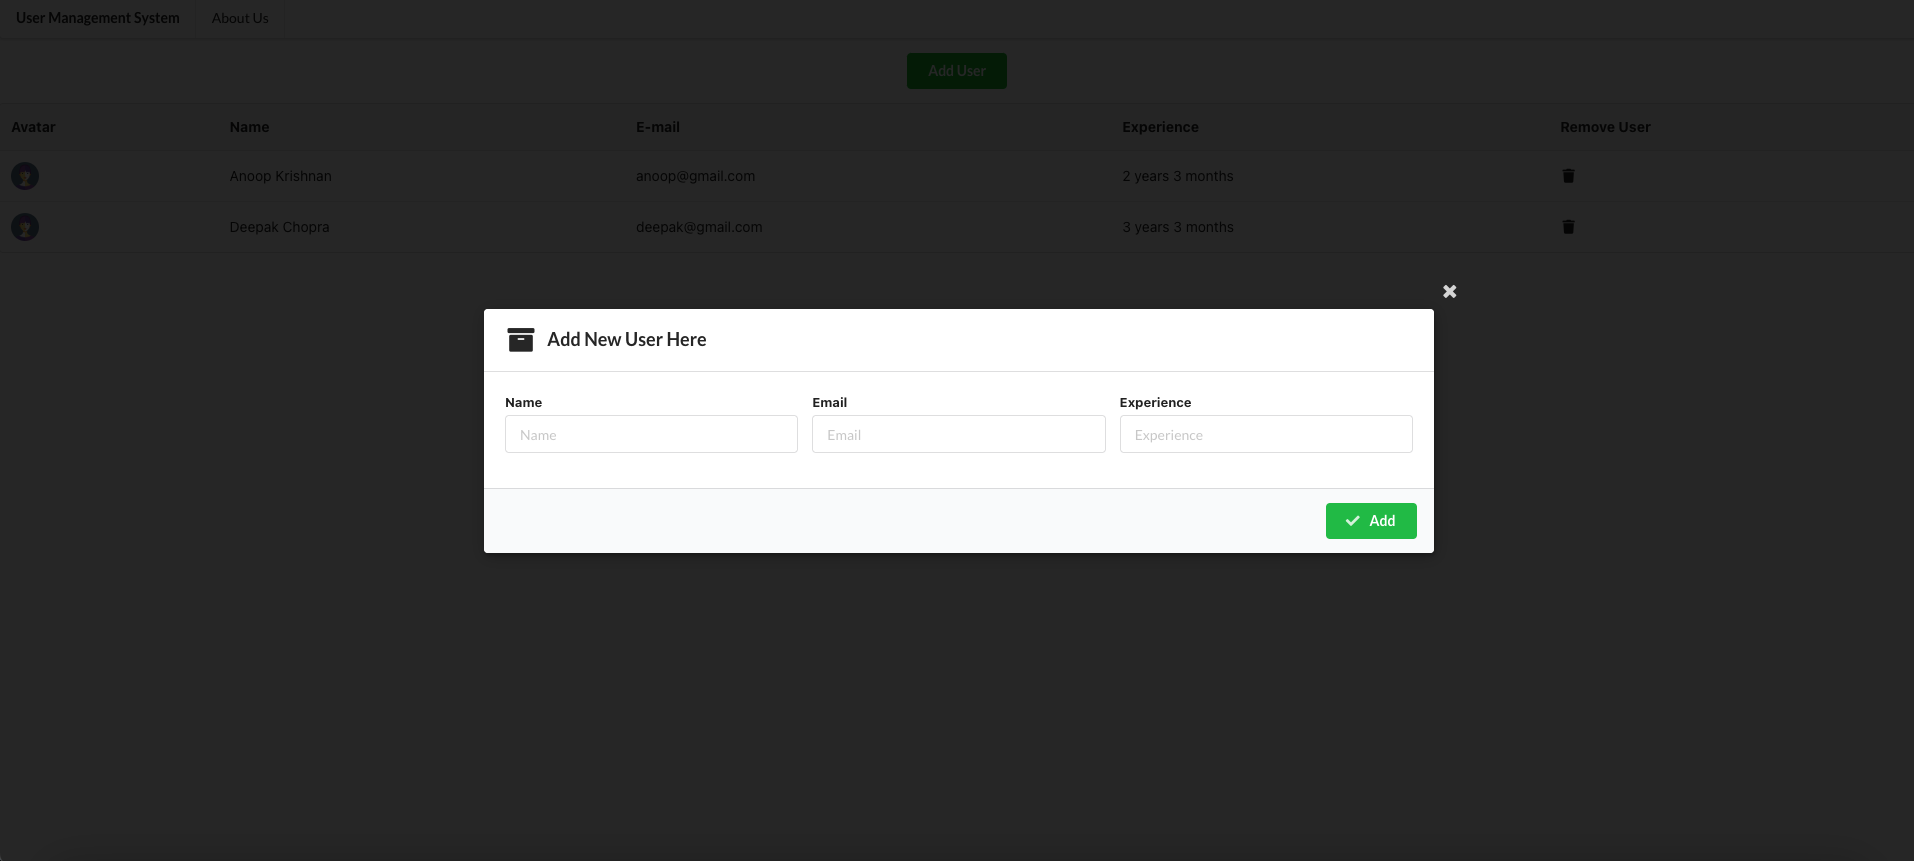 User Management System About Us
Add User
Avatar Name E-mail Experience Remove User
Anoop Krishnan anoop@gmail.com 2 years 3 months
Deepak Chopra deepak@gmail.com 3 years 3 months
Add New User Here
Name Email Experience
Name Email Experience
Add